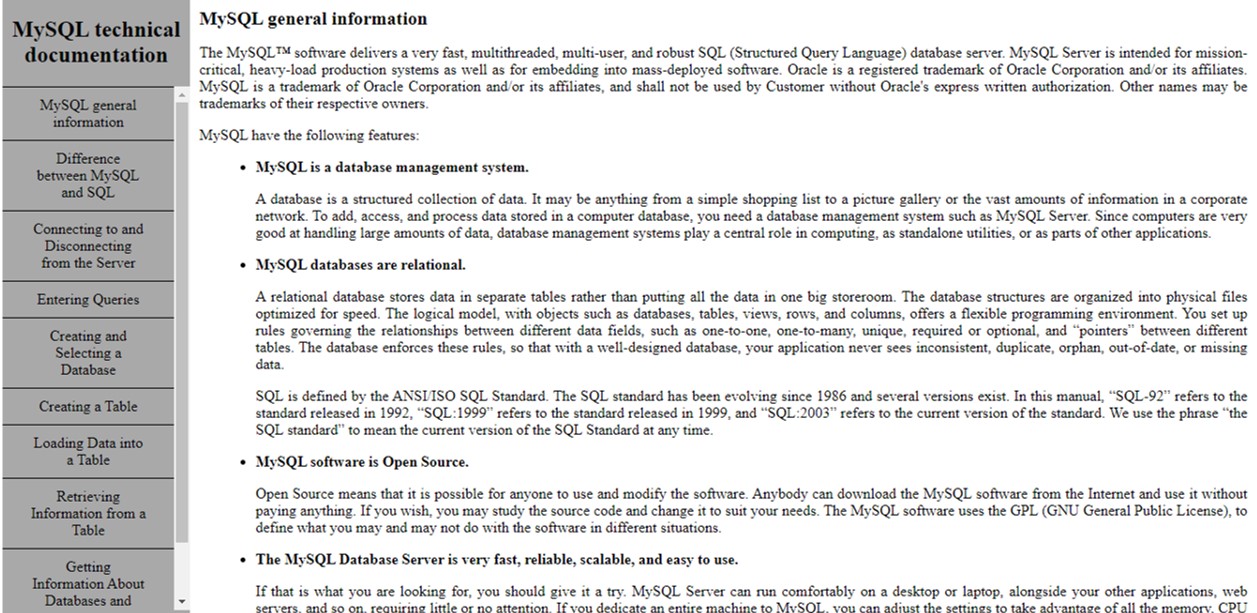 MySQL technical
documentation
MySQL general
information
Difference
between MySQL
and SQL
Connecting to and
Disconnecting
from the Server
Entering Queries
Creating and
Selecting a
Database
Creating a Table
Loading Data into
a Table
Retrieving
Information from a
Table
Getting
Information About
Databases and
MySQL general information
The MySQL™ software delivers a very fast, multithreaded, multi-user, and robust SQL (Structured Query Language) database server. MySQL Server is intended for mission-
critical, heavy-load production systems as well as for embedding into mass-deployed software. Oracle is a registered trademark of Oracle Corporation and/or its affiliates.
MySQL is a trademark of Oracle Corporation and/or its affiliates, and shall not be used by Customer without Oracle's express written authorization. Other names may be
trademarks of their respective owners.
MySQL have the following features:
• MySQL is a database management system.
A database is a structured collection of data. It may be anything from a simple shopping list to a picture gallery or the vast amounts of information in a corporate
network. To add, access, and process data stored in a computer database, you need a database management system such as MySQL Server. Since computers are very
good at handling large amounts of data, database management systems play a central role in computing, as standalone utilities, or as parts of other applications.
• MySQL databases are relational.
A relational database stores data in separate tables rather than putting all the data in one big storeroom. The database structures are organized into physical files
optimized for speed. The logical model, with objects such as databases, tables, views, rows, and columns, offers a flexible programming environment. You set up
rules governing the relationships between different data fields, such as one-to-one, one-to-many, unique, required or optional, and “pointers” between different
tables. The database enforces these rules, so that with a well-designed database, your application never sees inconsistent, duplicate, orphan, out-of-date, or missing
data.
SQL is defined by the ANSI/ISO SQL Standard. The SQL standard has been evolving since 1986 and several versions exist. In this manual, “SQL-92” refers to the
standard released in 1992, “SQL:1999” refers to the standard released in 1999, and “SQL:2003” refers to the current version of the standard. We use the phrase “the
SQL standard” to mean the current version of the SQL Standard at any time.
• MySQL software is Open Source.
Open Source means that it is possible for anyone to use and modify the software. Anybody can download the MySQL software from the Internet and use it without
paying anything. If you wish, you may study the source code and change it to suit your needs. The MySQL software uses the GPL (GNU General Public License), to
define what you may and may not do with the software in different situations.
• The MySQL Database Server is very fast, reliable, scalable, and easy to use.
If that is what you are looking for, you should give it a try. MySQL Server can run comfortably on a desktop or laptop, alongside your other applications, web
servers, and so on, requiring little or no attention. If you dedicate an entire machine to MySQL, you can adjust the settings to take advantage of all the memory, CPU